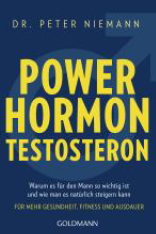 DR. PETER NIEMANN
POWER
HORMON
TESTOSTERON
Warum es für den Mann so wichtig ist
und wie man es natürlich steigern kann
FÜR MEHR GESUNDHEIT, FITNESS UND AUSDAUER
GOLDMANN